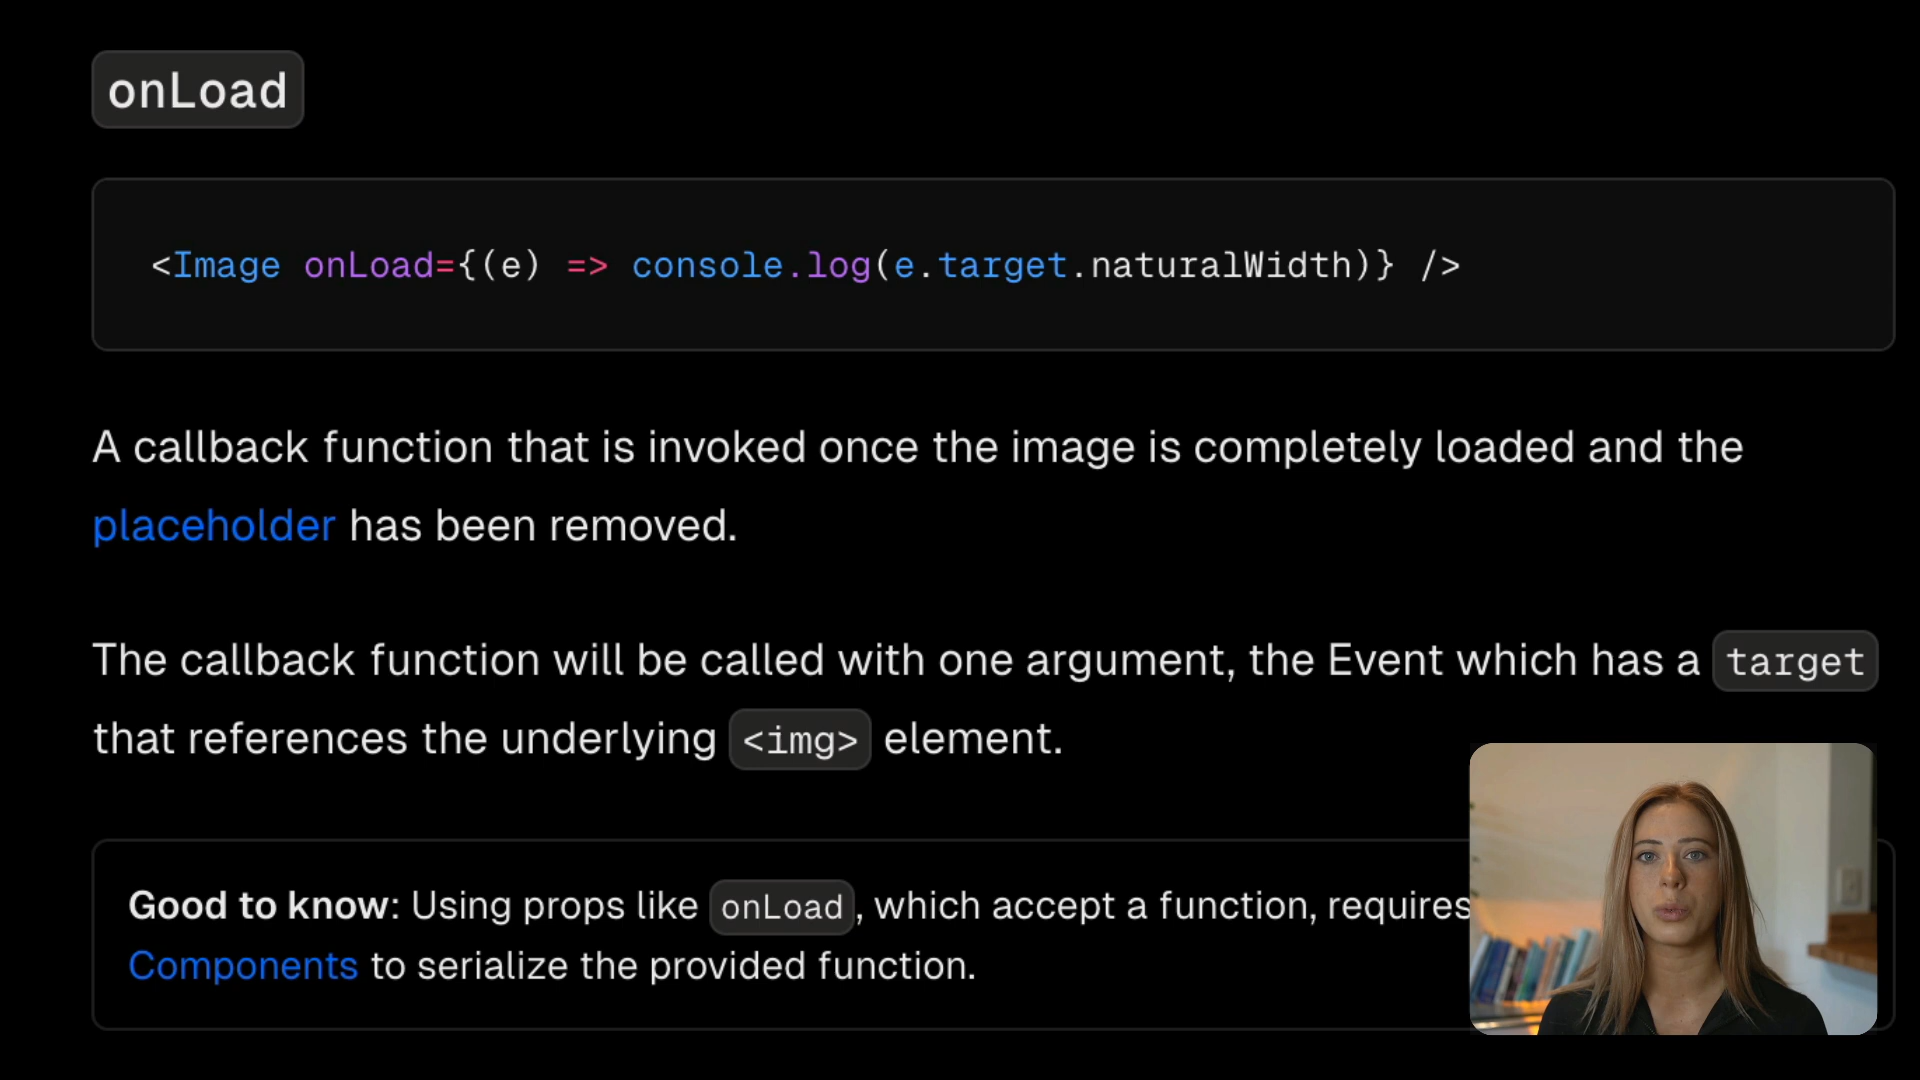 onLoad
<Image onLoad={(e) => console.log(e.target.naturalWidth)} />
A callback function that is invoked once the image is completely loaded and the
placeholder has been removed.
The callback function will be called with one argument, the Event which has a target
that references the underlying <img> element.
Good to know: Using props like onLoad, which accept a function, requires
Components to serialize the provided function.